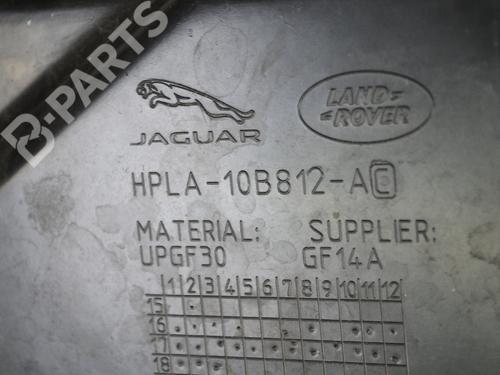 B-PARTS
JAGUAR
LAND
ROVER
HPLA-10B812-AC
MATERIAL: SUPPLIER:
UPGF30 GF14A
1 2 3 4 5 6 7 8 9 10 11 12
15
16
17
18